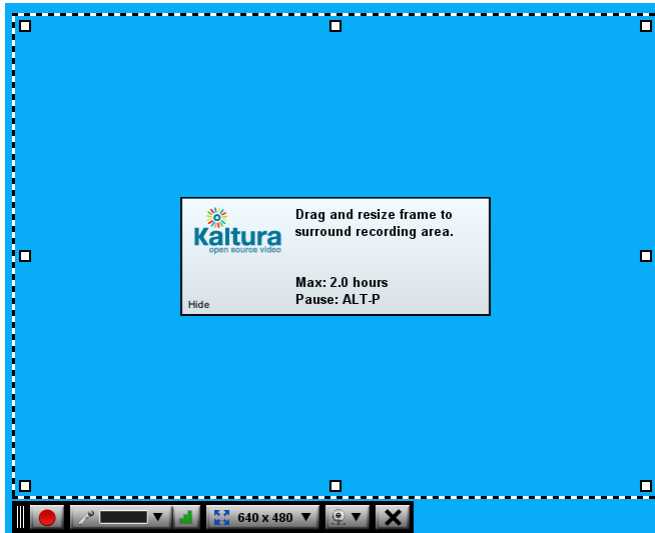 Kaltura
open source video
Drag and resize frame to
surround recording area.
Max: 2.0 hours
Pause: ALT-P
Hide
640 x 480